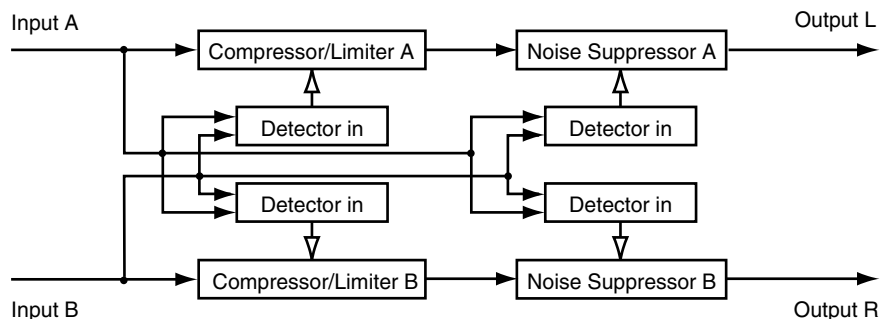 Input A
Output L
Compressor/Limiter A
Noise Suppressor A
Detector in
Detector in
Detector in
Detector in
Compressor/Limiter B
Noise Suppressor B
Input B
Output R